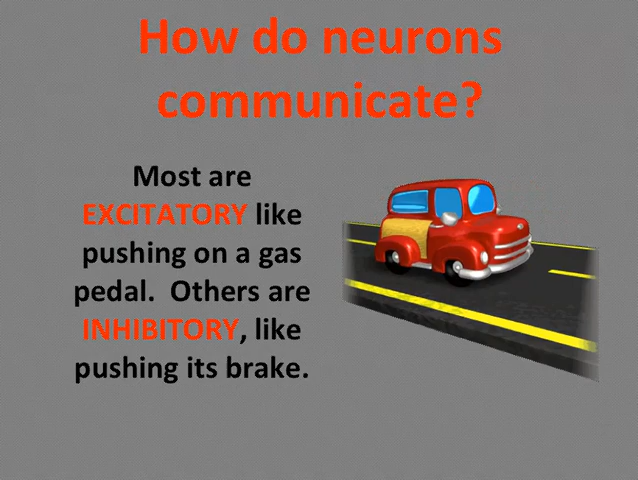 How do neurons
communicate?
Most are
EXCITATORY like
pushing on a gas
pedal.  Others are
INHIBITORY, like
pushing its brake.